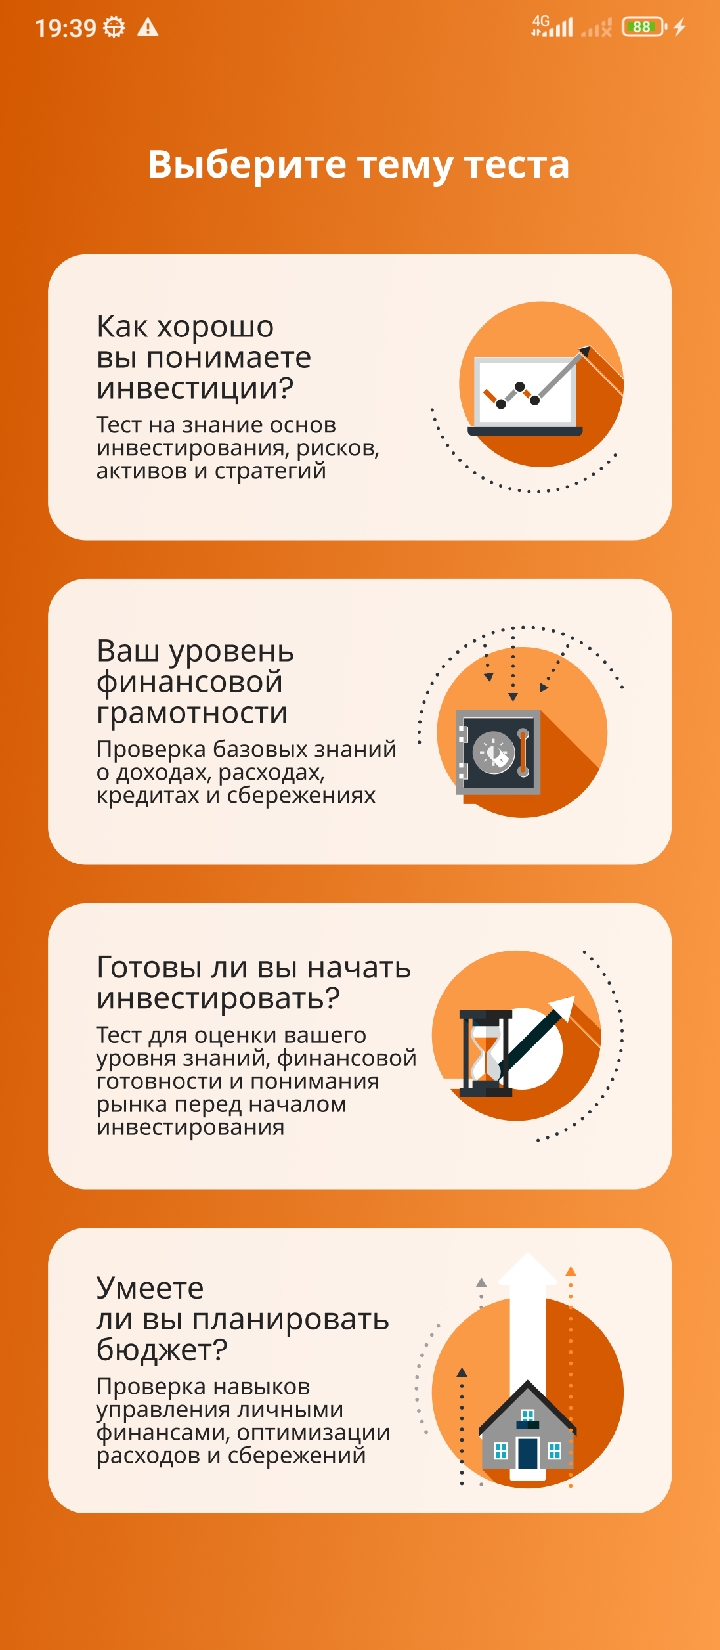 19:39
4G
88
Выберите тему теста
Как хорошо
вы понимаете
инвестиции?
Тест на знание основ
инвестирования, рисков,
активов и стратегий
Ваш уровень
финансовой
грамотности
Проверка базовых знаний
о доходах, расходах,
кредитах и сбережениях
Готовы ли вы начать
инвестировать?
Тест для оценки вашего
уровня знаний, финансовой
готовности и понимания
рынка перед началом
инвестирования
Умеете
ли вы планировать
бюджет?
Проверка навыков
управления личными
финансами, оптимизации
расходов и сбережений